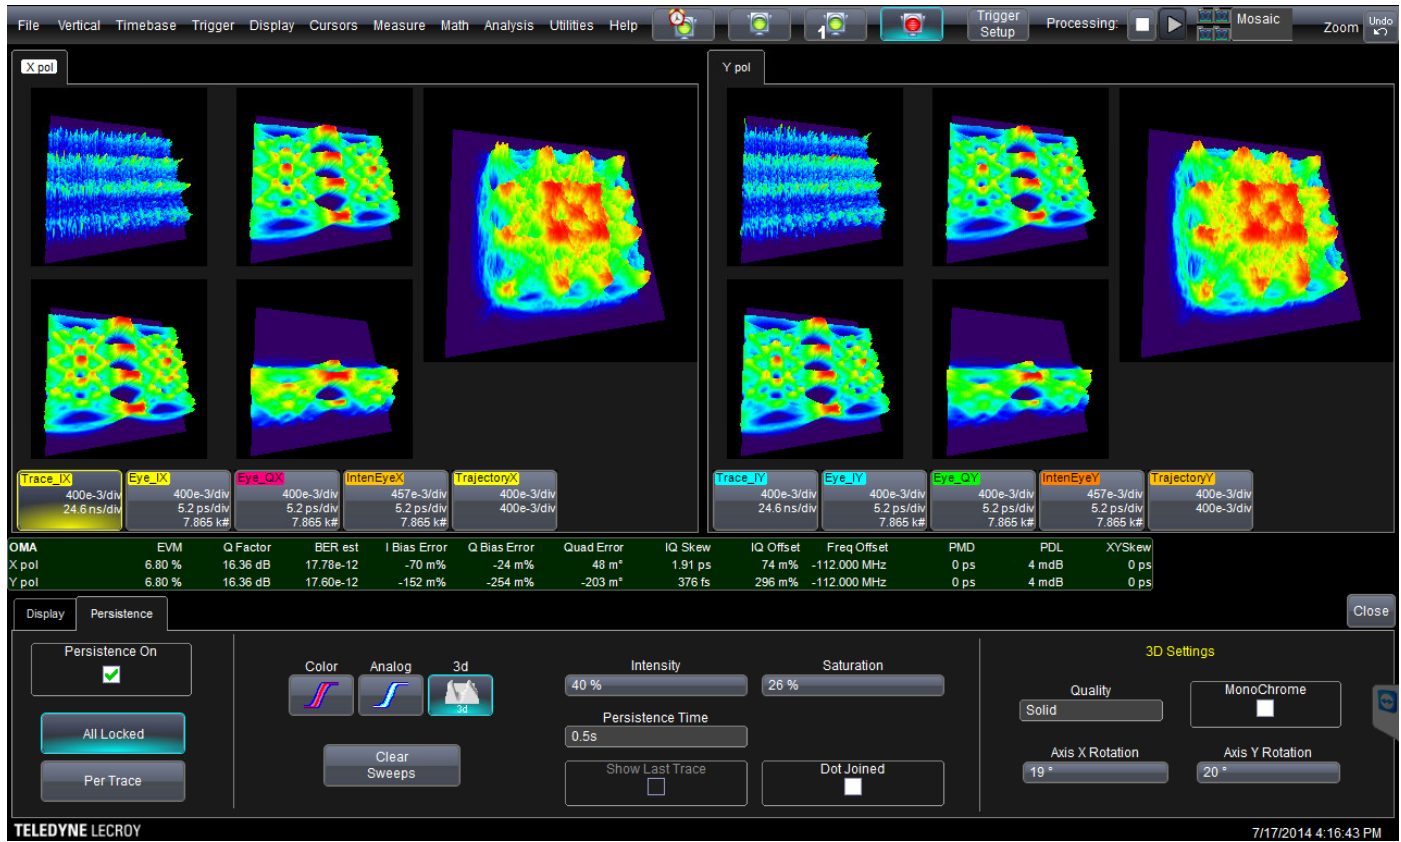 File Vertical Timebase Trigger Display Cursors Measure Math Analysis Utilities Help 1 Trigger Setup Processing: Mosaic Zoom Undo
X pol
Y pol
Trace_IX
400e-3/div
24.6 ns/div
Eye_IX
400e-3/div
5.2 ps/div
7.865 k#
Eye_QX
400e-3/div
5.2 ps/div
7.865 k#
IntenEyeX
457e-3/div
5.2 ps/div
7.865 k#
TrajectoryX
400e-3/div
400e-3/div
Trace_IY
400e-3/div
24.6 ns/div
Eye_IY
400e-3/div
5.2 ps/div
7.865 k#
Eye_QY
400e-3/div
5.2 ps/div
7.865 k#
IntenEyeY
457e-3/div
5.2 ps/div
7.865 k#
TrajectoryY
400e-3/div
400e-3/div
OMA EVM Q Factor BER est I Bias Error Q Bias Error Quad Error IQ Skew IQ Offset Freq Offset PMD PDL XYSkew
X pol 6.80 % 16.36 dB 17.78e-12 -70 m% -24 m% 48 m° 1.91 ps 74 m% -112.000 MHz 0 ps 4 mdB 0 ps
Y pol 6.80 % 16.36 dB 17.60e-12 -152 m% -254 m% -203 m° 376 fs 296 m% -112.000 MHz 0 ps 4 mdB 0 ps
Display Persistence Close
Persistence On
All Locked
Per Trace
Color Analog 3d
3d
Clear
Sweeps
Intensity
40 %
Saturation
26 %
Persistence Time
0.5s
Show Last Trace
Dot Joined
3D Settings
Quality
Solid
MonoChrome
Axis X Rotation
19 °
Axis Y Rotation
20 °
TELEDYNE LECROY
7/17/2014 4:16:43 PM